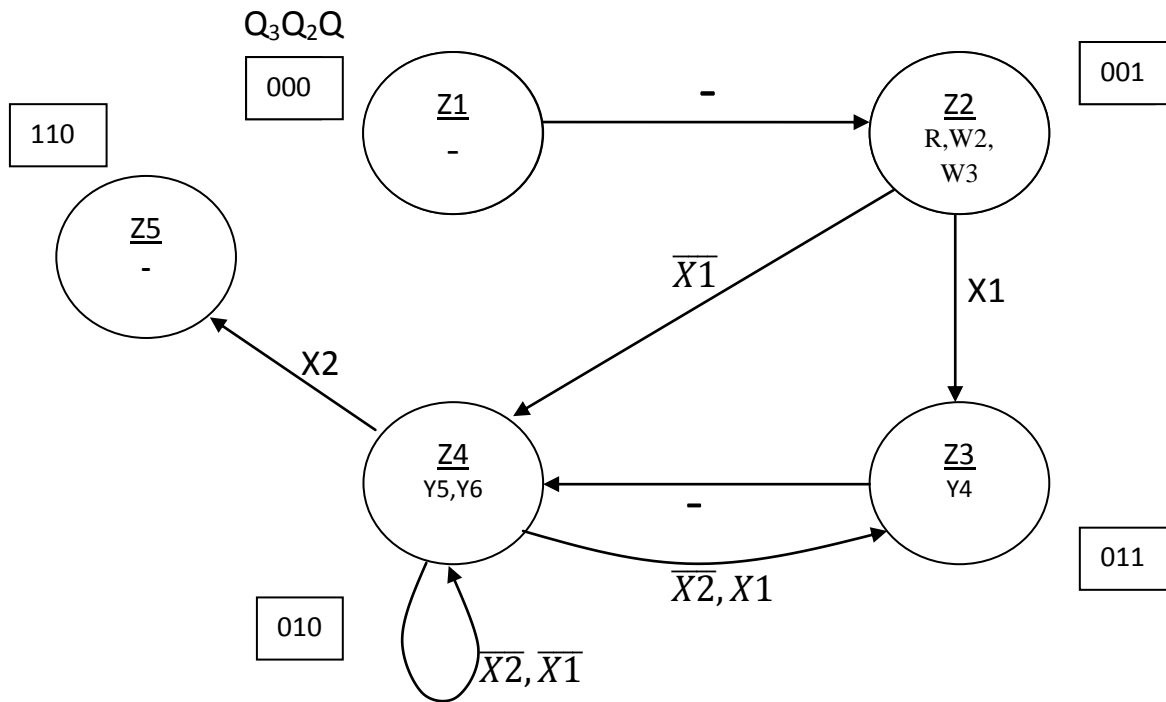 Q₃Q₂Q
000
Z1
-
-
Z2
R,W2,
W3
001
110
Z5
-
X̅1̅
X1
X2
Z4
Y5,Y6
-
Z3
Y4
X̅2̅, X1
011
010
X̅2̅, X̅1̅